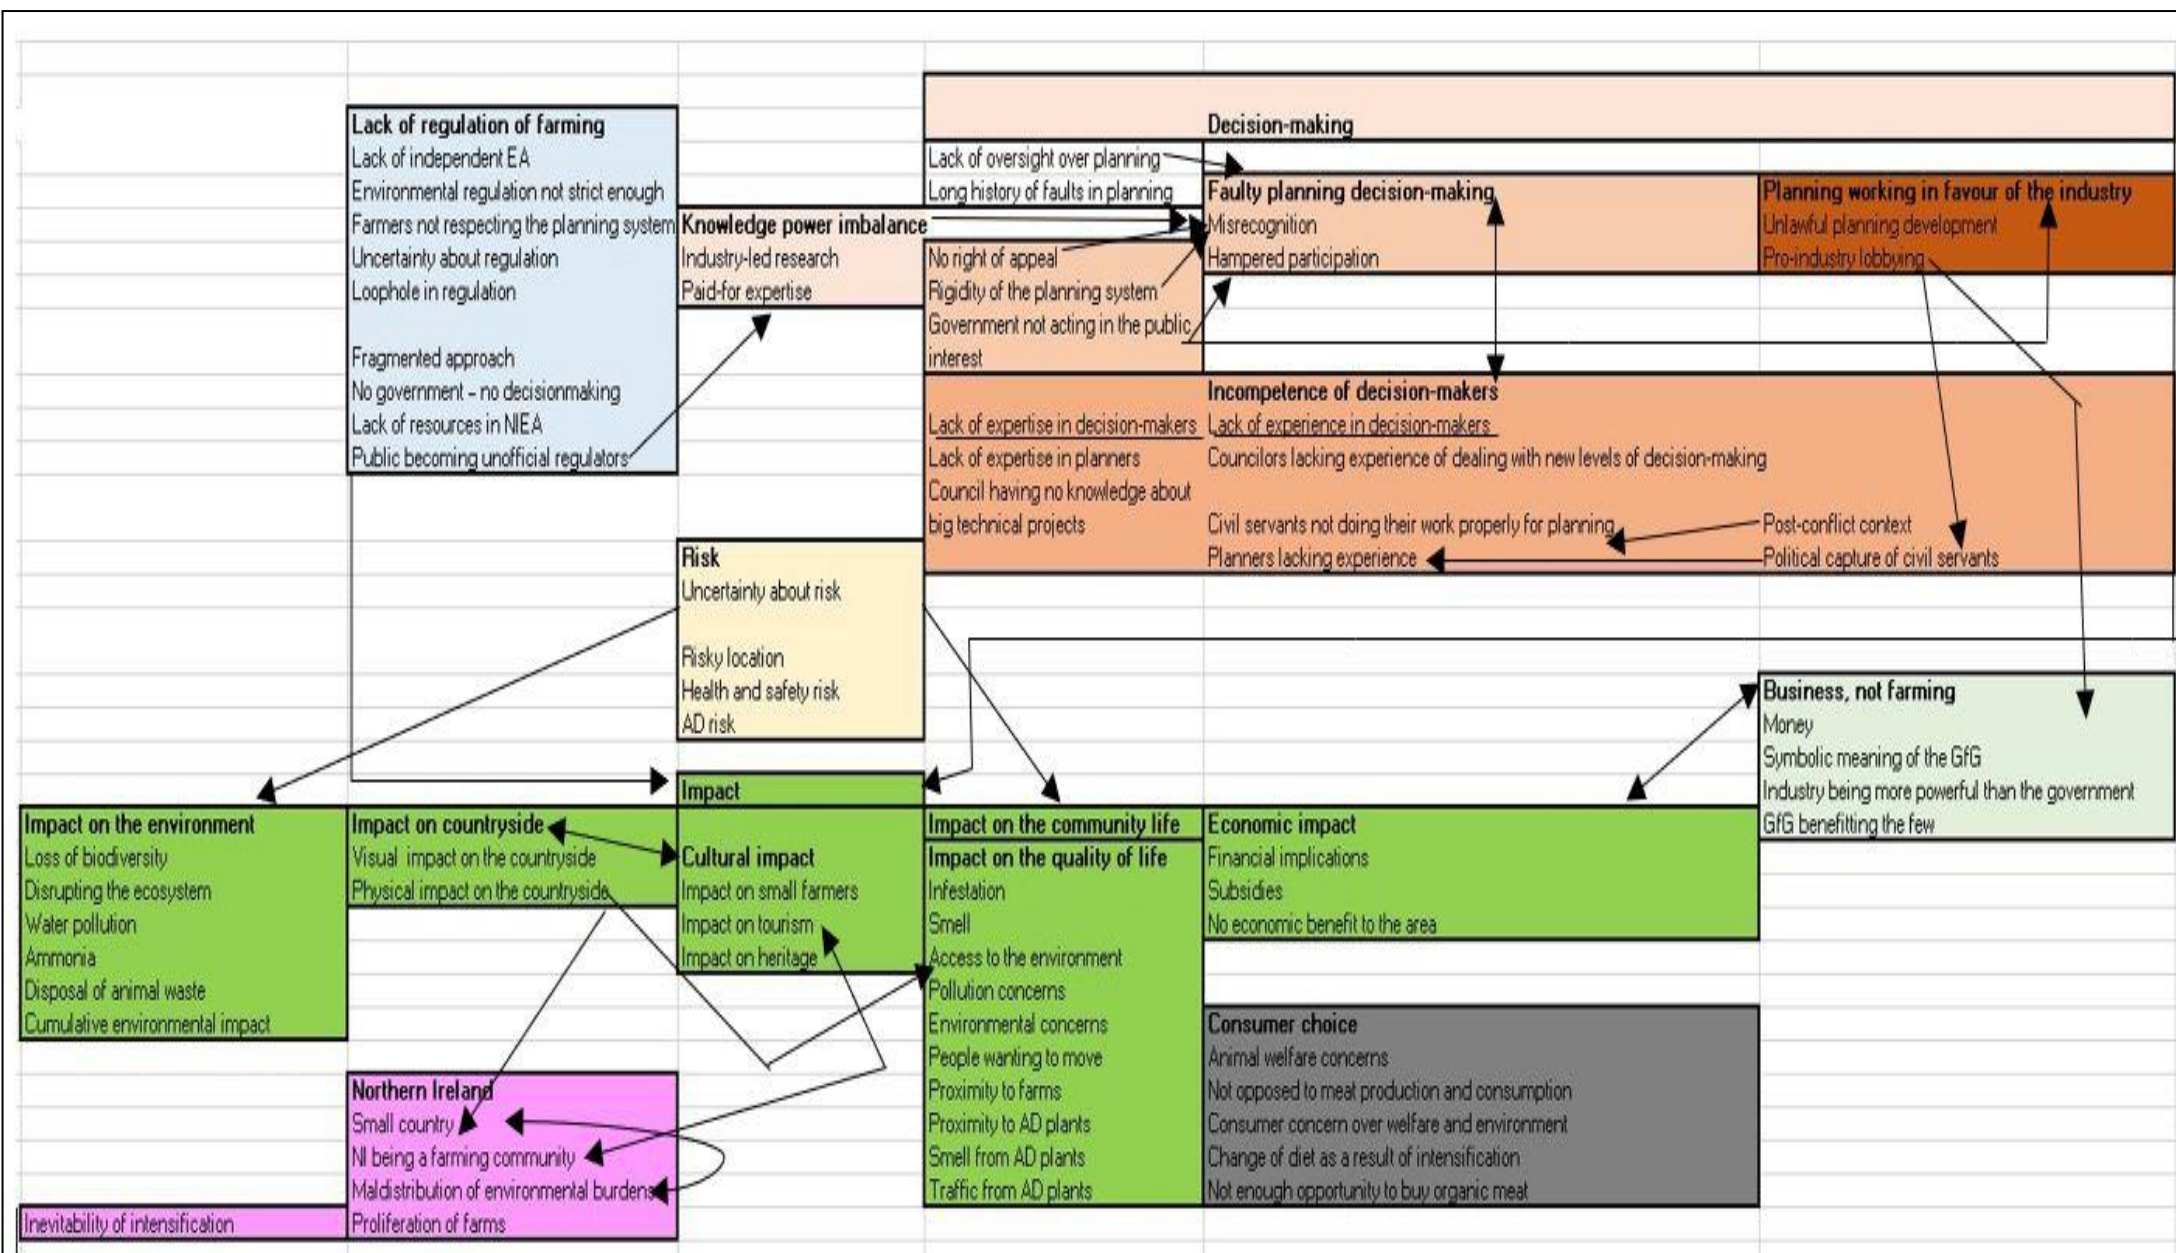 Lack of regulation of farming
Lack of independent EA
Environmental regulation not strict enough
Farmers not respecting the planning system
Uncertainty about regulation
Loophole in regulation
Fragmented approach
No government – no decisionmaking
Lack of resources in NIEA
Public becoming unofficial regulators
Knowledge power imbalance
Industry-led research
Paid-for expertise
Decision-making
Lack of oversight over planning
Long history of faults in planning
No right of appeal
Rigidity of the planning system
Government not acting in the public
interest
Faulty planning decision-making
Misrecognition
Hampered participation
Planning working in favour of the industry
Unlawful planning development
Pro-industry lobbying
Incompetence of decision-makers
Lack of expertise in decision-makers
Lack of expertise in planners
Council having no knowledge about
big technical projects
Lack of experience in decision-makers
Councilors lacking experience of dealing with new levels of decision-making
Civil servants not doing their work properly for planning
Planners lacking experience
Post-conflict context
Political capture of civil servants
Risk
Uncertainty about risk
Risky location
Health and safety risk
AD risk
Business, not farming
Money
Symbolic meaning of the GfG
Industry being more powerful than the government
GfG benefitting the few
Impact
Impact on the environment
Loss of biodiversity
Disrupting the ecosystem
Water pollution
Ammonia
Disposal of animal waste
Cumulative environmental impact
Impact on countryside
Visual impact on the countryside
Physical impact on the countryside
Cultural impact
Impact on small farmers
Impact on tourism
Impact on heritage
Impact on the community life
Impact on the quality of life
Infestation
Smell
Access to the environment
Pollution concerns
Environmental concerns
People wanting to move
Proximity to farms
Proximity to AD plants
Smell from AD plants
Traffic from AD plants
Economic impact
Financial implications
Subsidies
No economic benefit to the area
Consumer choice
Animal welfare concerns
Not opposed to meat production and consumption
Consumer concern over welfare and environment
Change of diet as a result of intensification
Not enough opportunity to buy organic meat
Northern Ireland
Small country
NI being a farming community
Maldistribution of environmental burdens
Inevitability of intensification
Proliferation of farms